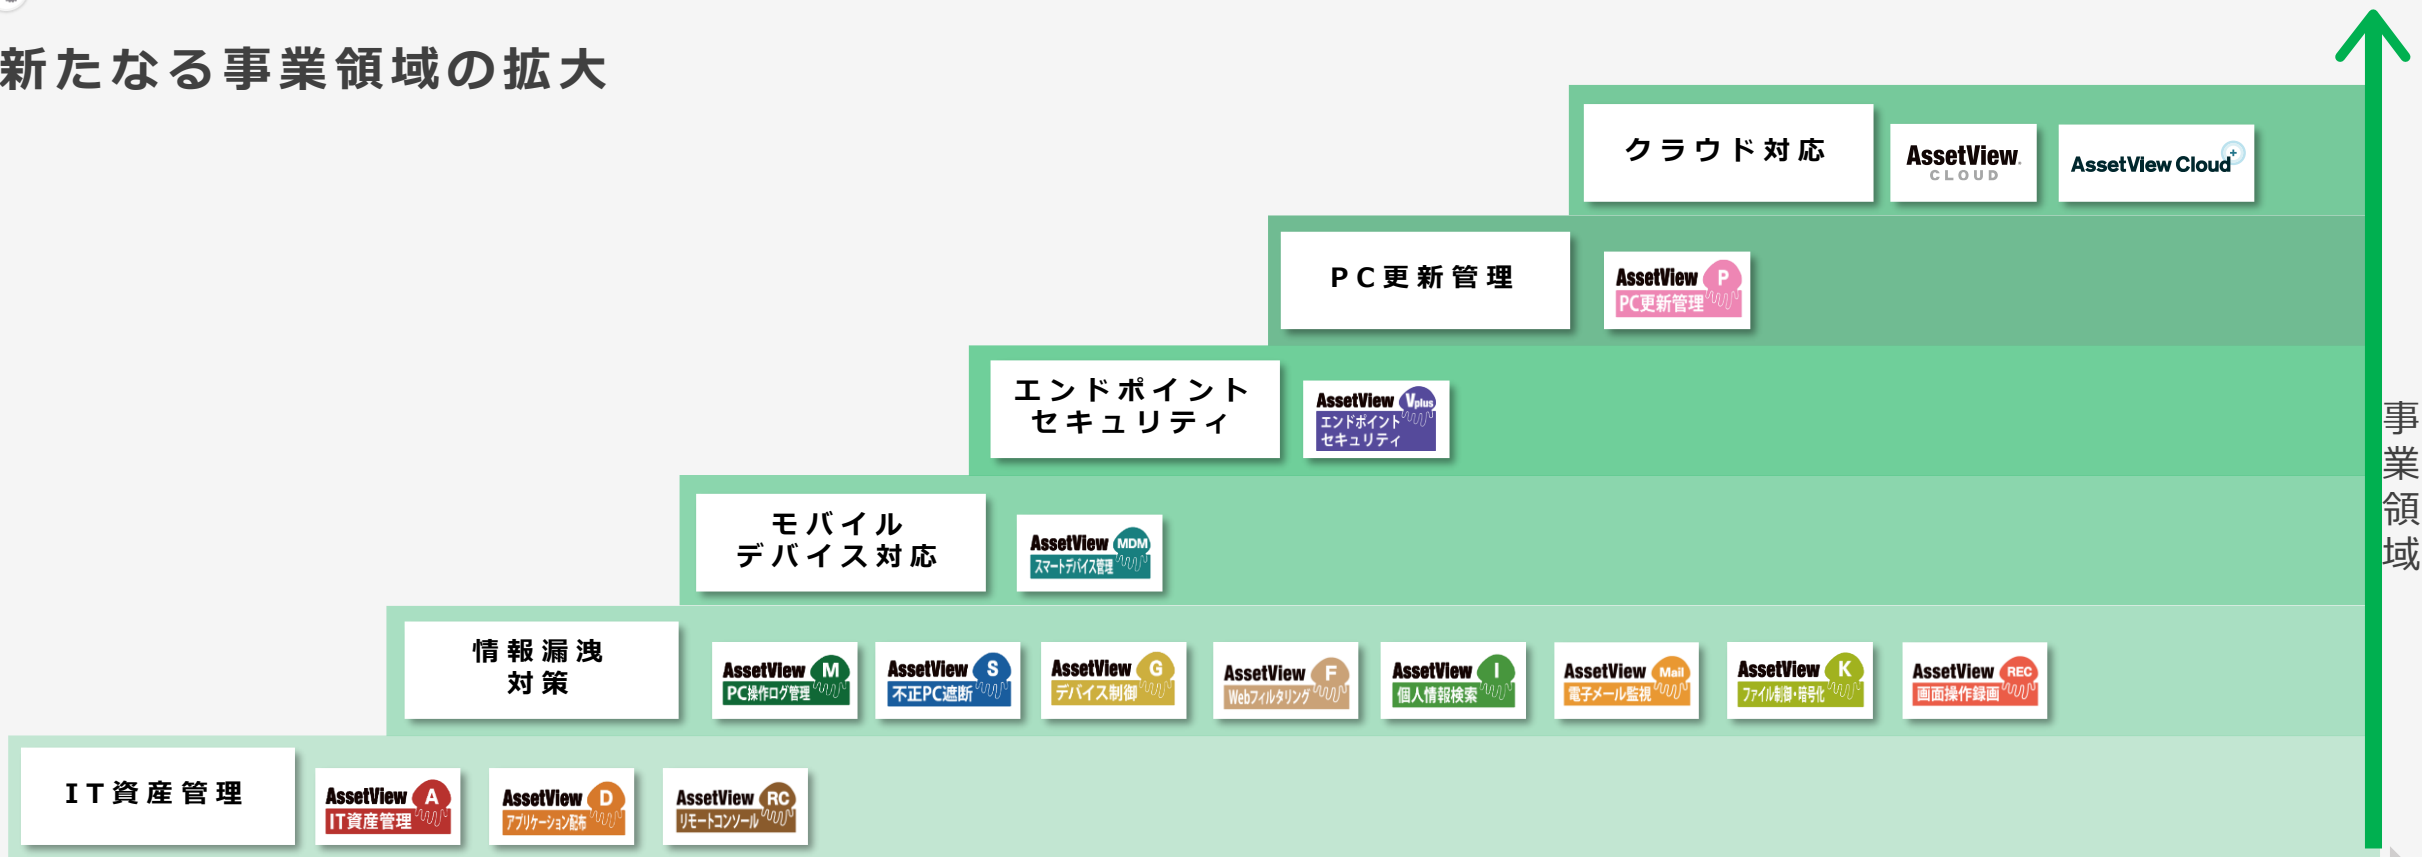 新たなる事業領域の拡大
クラウド対応
AssetView
CLOUD
AssetView Cloud+
PC更新管理
AssetView P
PC更新管理
エンドポイント
セキュリティ
AssetView Vplus
エンドポイント
セキュリティ
モバイル
デバイス対応
AssetView MDM
スマートデバイス管理
情報漏洩
対策
AssetView M
PC操作ログ管理
AssetView S
不正PC遮断
AssetView G
デバイス制御
AssetView F
Webフィルタリング
AssetView I
個人情報検索
AssetView Mail
電子メール監視
AssetView K
ファイル制御・暗号化
AssetView REC
画面操作録画
IT資産管理
AssetView A
IT資産管理
AssetView D
アプリケーション配布
AssetView RC
リモートコンソール
事業領域